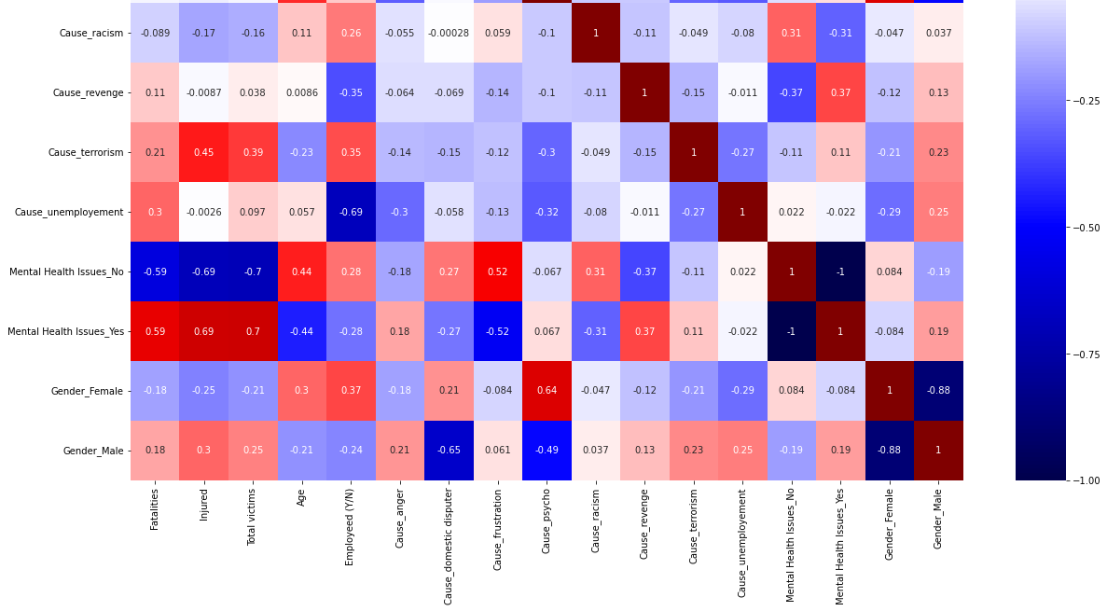 Cause_racism -0.089 -0.17 -0.16 0.11 0.26 -0.055 -0.00028 0.059 -0.1 1 -0.11 -0.049 -0.08 0.31 -0.31 -0.047 0.037
Cause_revenge 0.11 -0.0087 0.038 0.0086 -0.35 -0.064 -0.069 -0.14 -0.1 -0.11 1 -0.15 -0.011 -0.37 0.37 -0.12 0.13
-0.25
Cause_terrorism 0.21 0.45 0.39 -0.23 0.35 -0.14 -0.15 -0.12 -0.3 -0.049 -0.15 1 -0.27 -0.11 0.11 -0.21 0.23
Cause_unemployement 0.3 -0.0026 0.097 0.057 -0.69 -0.3 -0.058 -0.13 -0.32 -0.08 -0.011 -0.27 1 0.022 -0.022 -0.29 0.25
-0.50
Mental Health Issues_No -0.59 -0.69 -0.7 0.44 0.28 -0.18 0.27 0.52 -0.067 0.31 -0.37 -0.11 0.022 1 -1 0.084 -0.19
Mental Health Issues_Yes 0.59 0.69 0.7 -0.44 -0.28 0.18 -0.27 -0.52 0.067 -0.31 0.37 0.11 -0.022 -1 1 -0.084 0.19
-0.75
Gender_Female -0.18 -0.25 -0.21 0.3 0.37 -0.18 0.21 -0.084 0.64 -0.047 -0.12 -0.21 -0.29 0.084 -0.084 1 -0.88
Gender_Male 0.18 0.3 0.25 -0.21 -0.24 0.21 -0.65 0.061 -0.49 0.037 0.13 0.23 0.25 -0.19 0.19 -0.88 1
-1.00
Fatalities
Injured
Total victims
Age
Employeed (Y/N)
Cause_anger
Cause_domestic disputer
Cause_frustration
Cause_psycho
Cause_racism
Cause_revenge
Cause_terrorism
Cause_unemployement
Mental Health Issues_No
Mental Health Issues_Yes
Gender_Female
Gender_Male